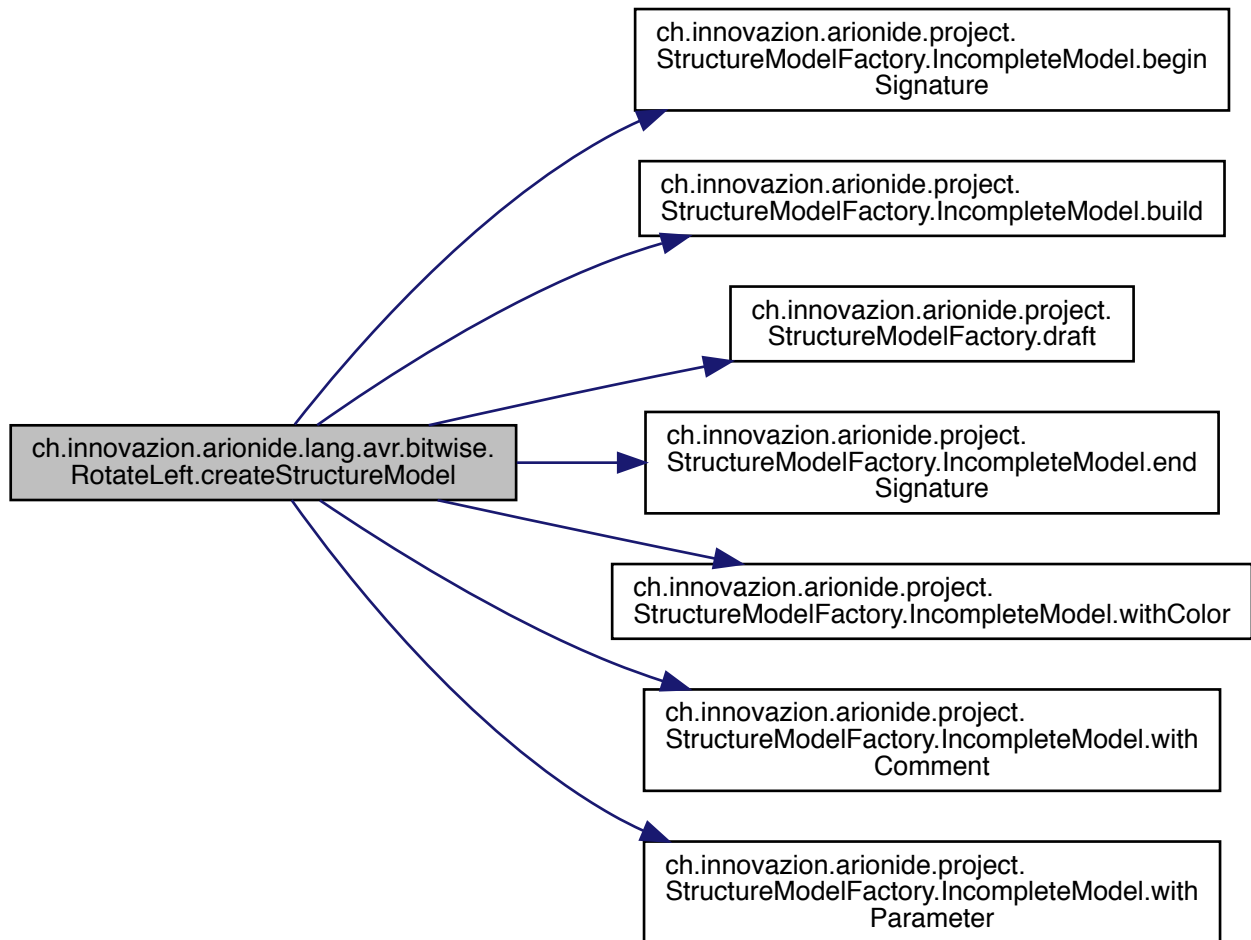 ch.innovazion.arionide.project.
StructureModelFactory.IncompleteModel.begin
Signature
ch.innovazion.arionide.project.
StructureModelFactory.IncompleteModel.build
ch.innovazion.arionide.project.
StructureModelFactory.draft
ch.innovazion.arionide.lang.avr.bitwise.
RotateLeft.createStructureModel
ch.innovazion.arionide.project.
StructureModelFactory.IncompleteModel.end
Signature
ch.innovazion.arionide.project.
StructureModelFactory.IncompleteModel.withColor
ch.innovazion.arionide.project.
StructureModelFactory.IncompleteModel.with
Comment
ch.innovazion.arionide.project.
StructureModelFactory.IncompleteModel.with
Parameter